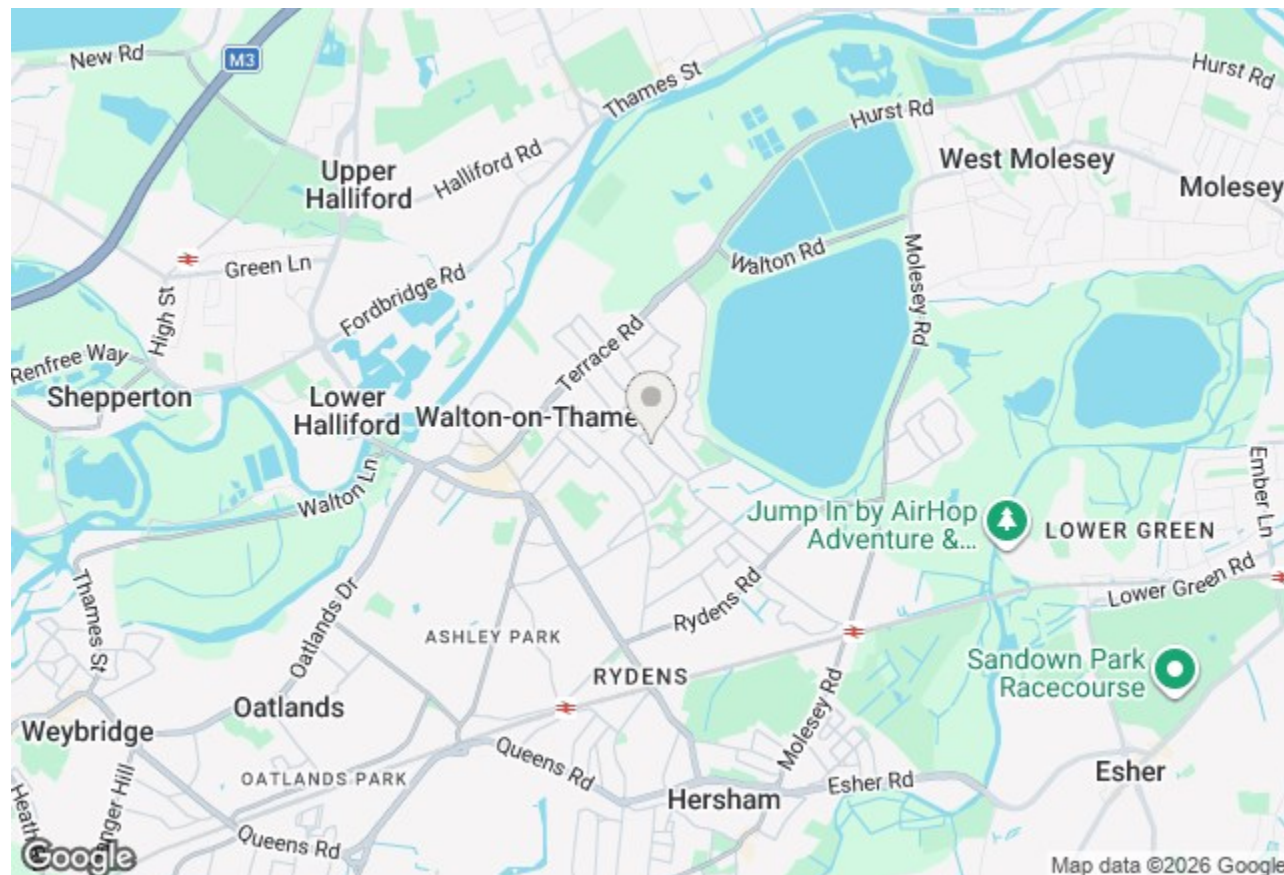 New Rd
M3
Thames St
Hurst Rd
Hurst Rd
Upper
Halliford
Halliford Rd
West Molesey
Molesey
Green Ln
Walton Rd
Molesey Rd
High St
Fordbridge Rd
Renfree Way
Terrace Rd
Shepperton
Lower
Halliford
Walton-on-Thame
Walton Ln
Ember Ln
Jump In by AirHop
Adventure &...
LOWER GREEN
Lower Green Rd
Thames St
Oatlands Dr
Rydens Rd
ASHLEY PARK
RYDENS
Sandown Park
Racecourse
Oatlands
Weybridge
Molesey Rd
Queens Rd
OATLANDS PARK
Esher Rd
Esher
Hersham
Heath
anger Hill
Queens Rd
Google
Map data ©2026 Google